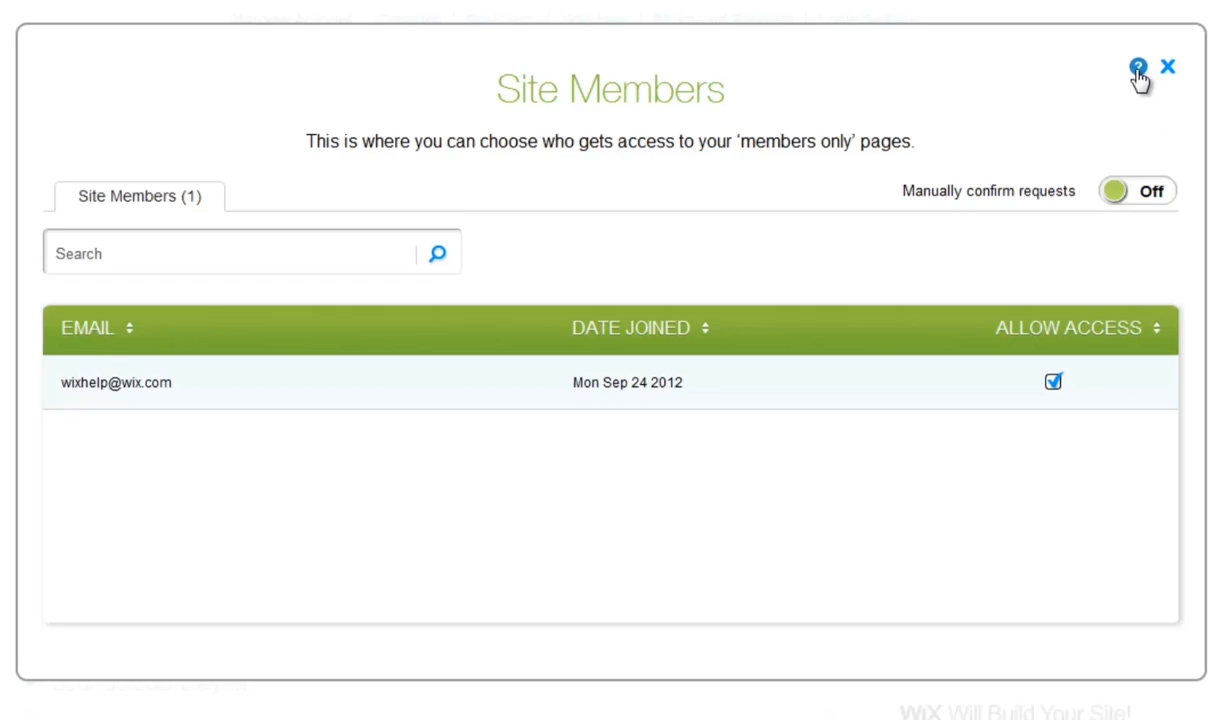 Site Members
This is where you can choose who gets access to your ‘members only’ pages.
Site Members (1)
Manually confirm requests
Off
Search
EMAIL
DATE JOINED
ALLOW ACCESS
wixhelp@wix.com
Mon Sep 24 2012
WiX Will Build Your Site!